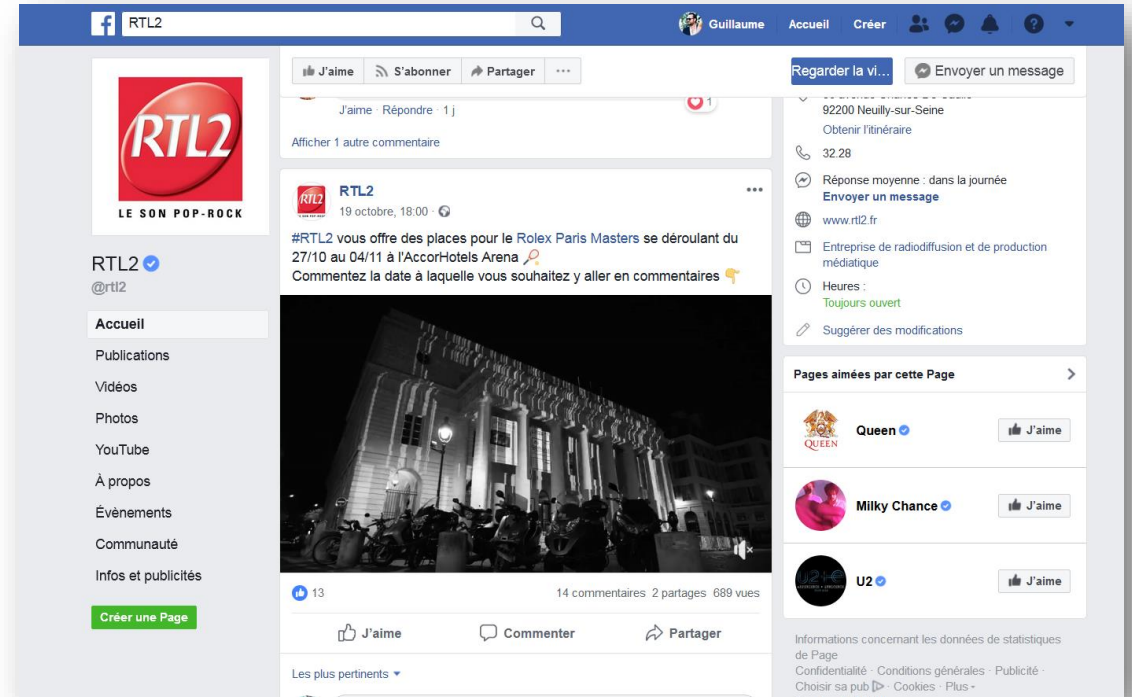 RTL2
Guillaume
Accueil
Créer
RTL2
LE SON POP-ROCK
RTL2
@rtl2
Accueil
Publications
Vidéos
Photos
YouTube
À propos
Évènements
Communauté
Infos et publicités
Créer une Page
J'aime
S'abonner
Partager
J'aime · Répondre · 1 j
1
Afficher 1 autre commentaire
RTL2
RTL2
19 octobre, 18:00
#RTL2 vous offre des places pour le Rolex Paris Masters se déroulant du
27/10 au 04/11 à l'AccorHotels Arena
Commentez la date à laquelle vous souhaitez y aller en commentaires
13
14 commentaires 2 partages 689 vues
J'aime
Commenter
Partager
Les plus pertinents
Regarder la vi...
Envoyer un message
92200 Neuilly-sur-Seine
Obtenir l'itinéraire
32.28
Réponse moyenne : dans la journée
Envoyer un message
www.rtl2.fr
Entreprise de radiodiffusion et de production
médiatique
Heures :
Toujours ouvert
Suggérer des modifications
Pages aimées par cette Page
QUEEN
Queen
J'aime
Milky Chance
J'aime
U2
J'aime
Informations concernant les données de statistiques
de Page
Confidentialité · Conditions générales · Publicité ·
Choisir sa pub · Cookies · Plus